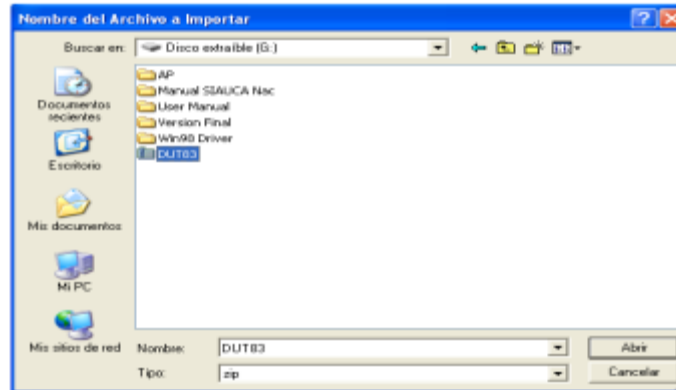 Nombre del Archivo a Importar
Buscar en: Disco extraíble (G:)
AP
Manual SIAUCA Nac
User Manual
Version Final
Win98 Driver
DUT83
Documentos
recientes
Escritorio
Mis documentos
Mi PC
Mis sitios de red
Nombre: DUT83 Abrir
Tipo: zip Cancelar